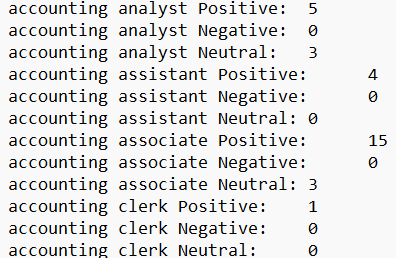 accounting analyst Positive: 5
accounting analyst Negative: 0
accounting analyst Neutral: 3
accounting assistant Positive: 4
accounting assistant Negative: 0
accounting assistant Neutral: 0
accounting associate Positive: 15
accounting associate Negative: 0
accounting associate Neutral: 3
accounting clerk Positive: 1
accounting clerk Negative: 0
accounting clerk Neutral: 0